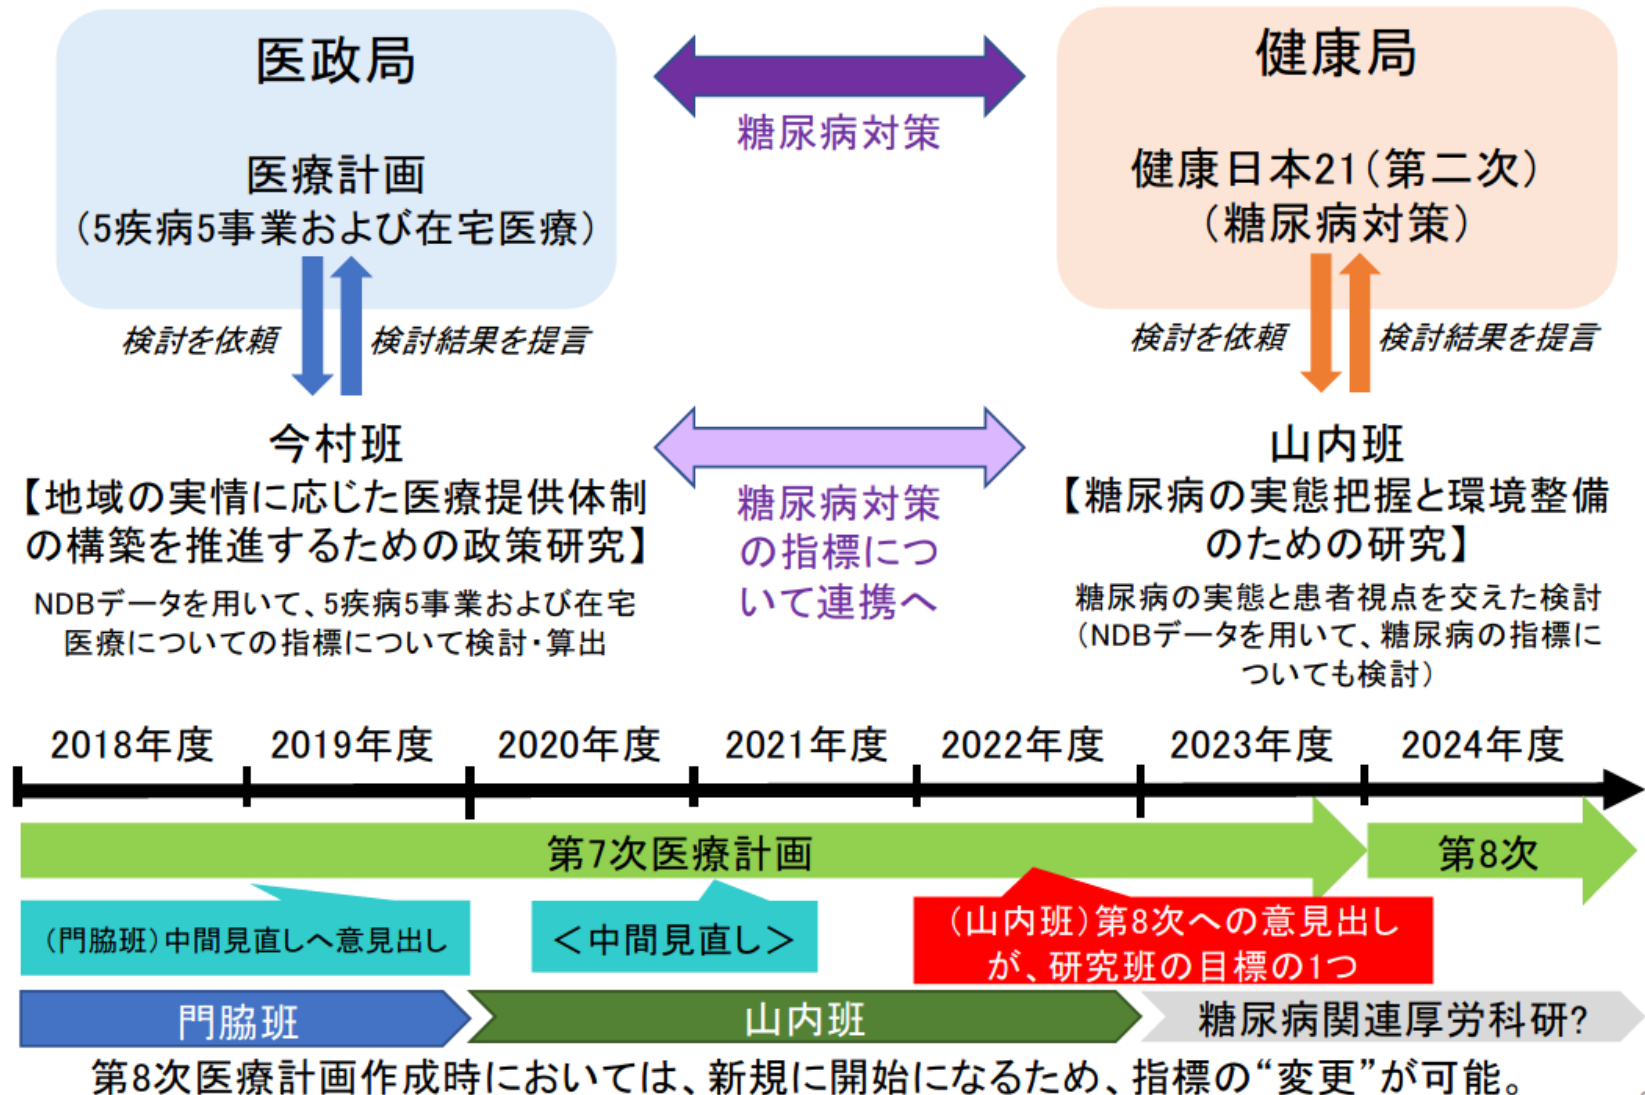 医政局
医療計画
（5疾病5事業および在宅医療）
糖尿病対策
健康局
健康日本21（第二次）
（糖尿病対策）
検討を依頼
検討結果を提言
検討を依頼
検討結果を提言
今村班
【地域の実情に応じた医療提供体制
の構築を推進するための政策研究】
NDBデータを用いて、5疾病5事業および在宅
医療についての指標について検討・算出
糖尿病対策
の指標につ
いて連携へ
山内班
【糖尿病の実態把握と環境整備
のための研究】
糖尿病の実態と患者視点を交えた検討
（NDBデータを用いて、糖尿病の指標に
ついても検討）
2018年度
2019年度
2020年度
2021年度
2022年度
2023年度
2024年度
第7次医療計画
第8次
（門脇班）中間見直しへ意見出し
＜中間見直し＞
（山内班）第8次への意見出し
が、研究班の目標の1つ
門脇班
山内班
糖尿病関連厚労科研?
第8次医療計画作成時においては、新規に開始になるため、指標の“変更”が可能。